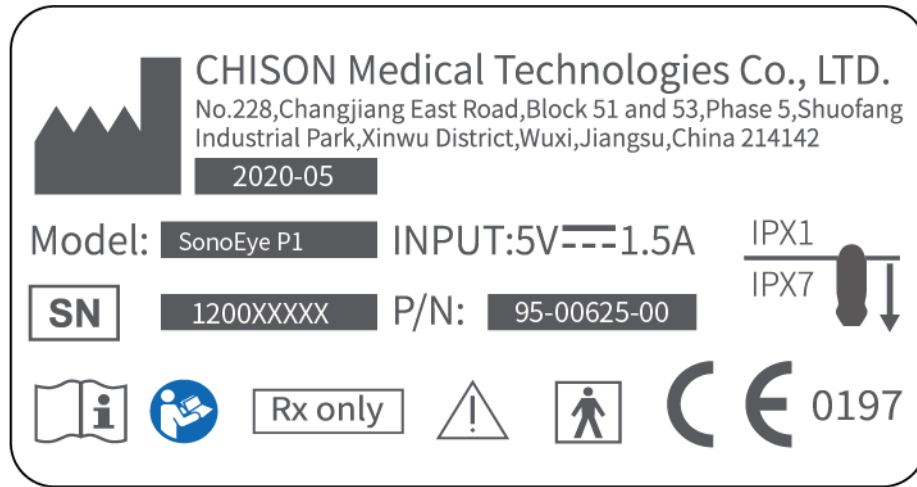 CHISON Medical Technologies Co., LTD.
No.228,Changjiang East Road,Block 51 and 53,Phase 5,Shuofang
Industrial Park,Xinwu District,Wuxi,Jiangsu,China 214142
2020-05
Model: SonoEye P1 INPUT:5V⎓1.5A
IPX1
IPX7
SN 1200XXXXX P/N: 95-00625-00
i
Rx only
!
CE 0197